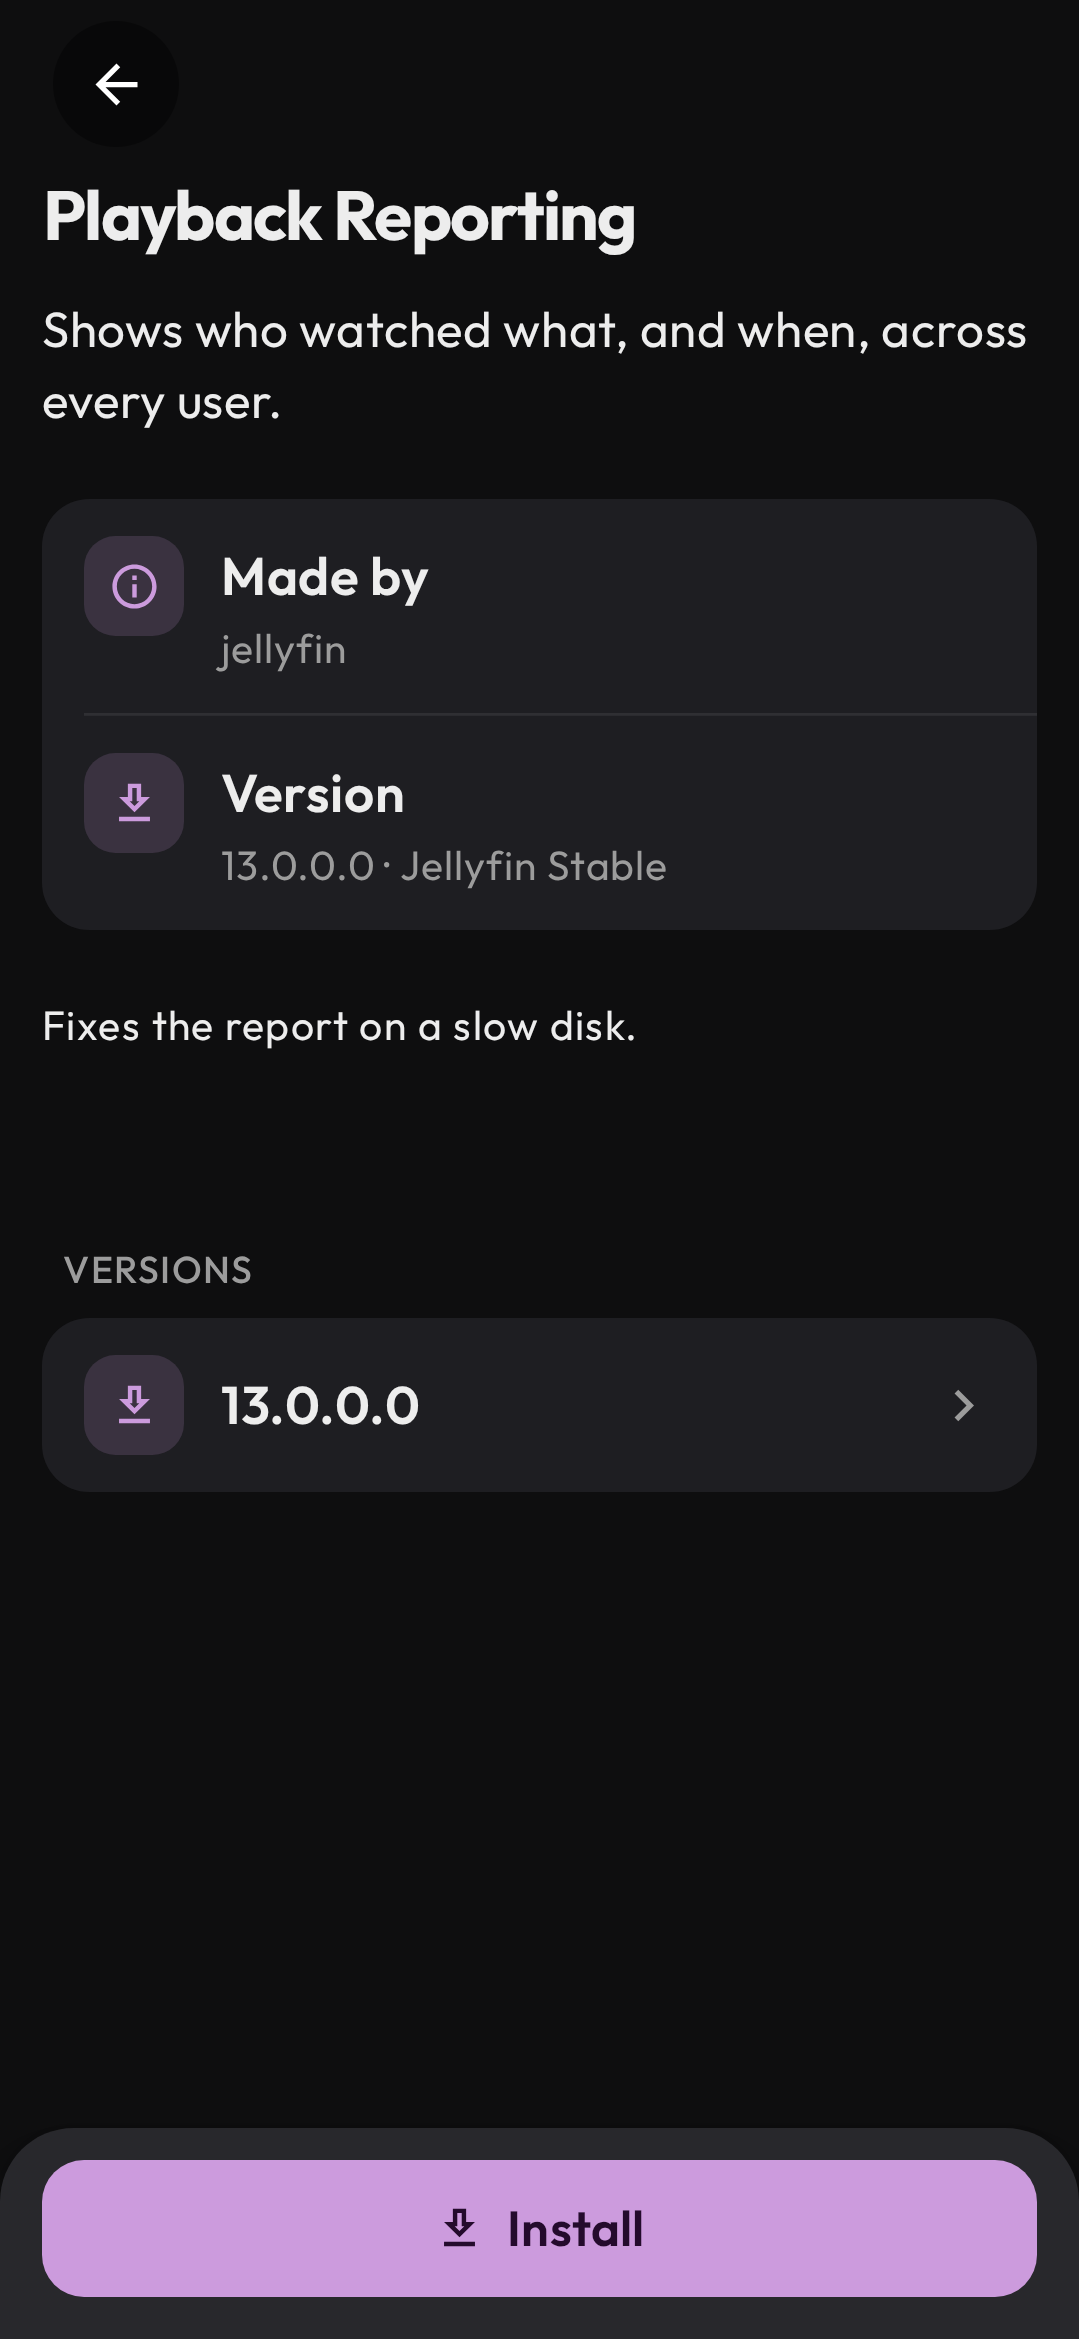 Playback Reporting
Shows who watched what, and when, across
every user.
Made by
jellyfin
Version
13.0.0.0 · Jellyfin Stable
Fixes the report on a slow disk.
VERSIONS
13.0.0.0
Install